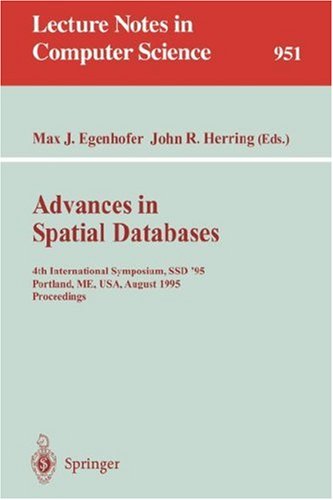 Lecture Notes in
Computer Science 951
Max J. Egenhofer John R. Herring (Eds.)
Advances in
Spatial Databases
4th International Symposium, SSD '95
Portland, ME, USA, August 1995
Proceedings
Springer